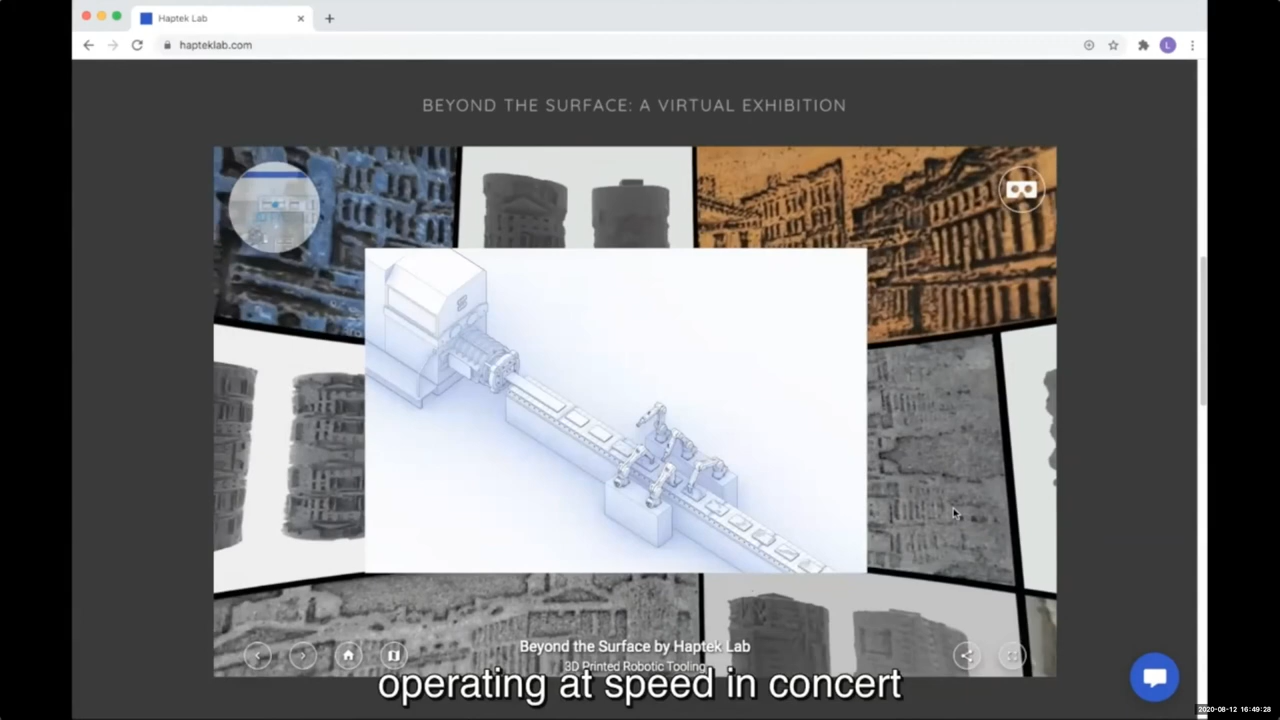 Haptek Lab
hapteklab.com
L
BEYOND THE SURFACE: A VIRTUAL EXHIBITION
Beyond the Surface by Haptek Lab
3D Printed Robotic Tooling
operating at speed in concert
2020-08-12 16:49:28